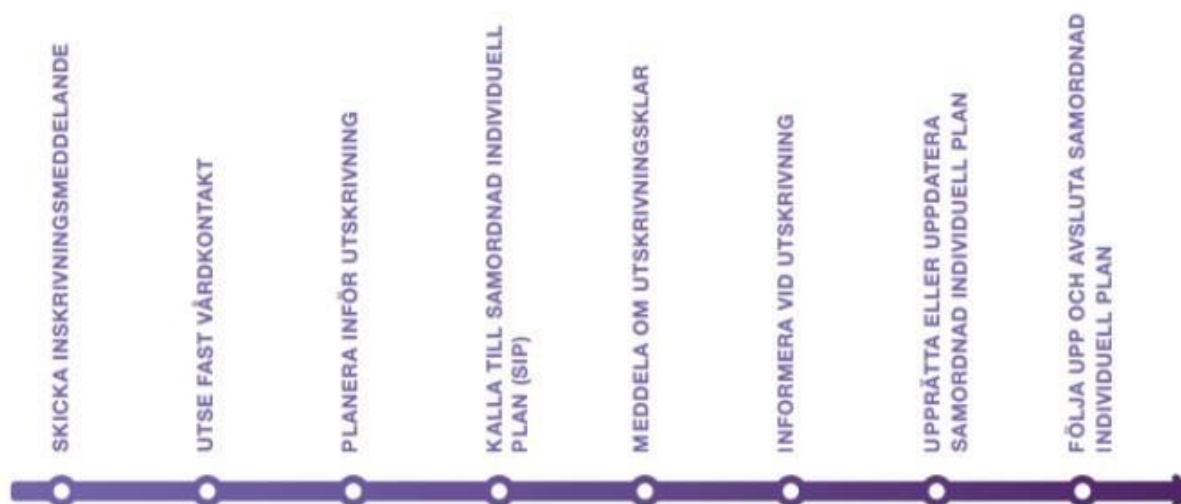 SKICKA INSKRIVNINGSMEDDELANDE
UTSE FAST VÅRDKONTAKT
PLANERA INFÖR UTSKRIVNING
KALLA TILL SAMORDNAD INDIVIDUELL
PLAN (SIP)
MEDDELA OM UTSKRIVNINGSKLAR
INFORMERA VID UTSKRIVNING
UPPRÄTTA ELLER UPPDATERA
SAMORDNAD INDIVIDUELL PLAN
FÖLJA UPP OCH AVSLUTA SAMORDNAD
INDIVIDUELL PLAN